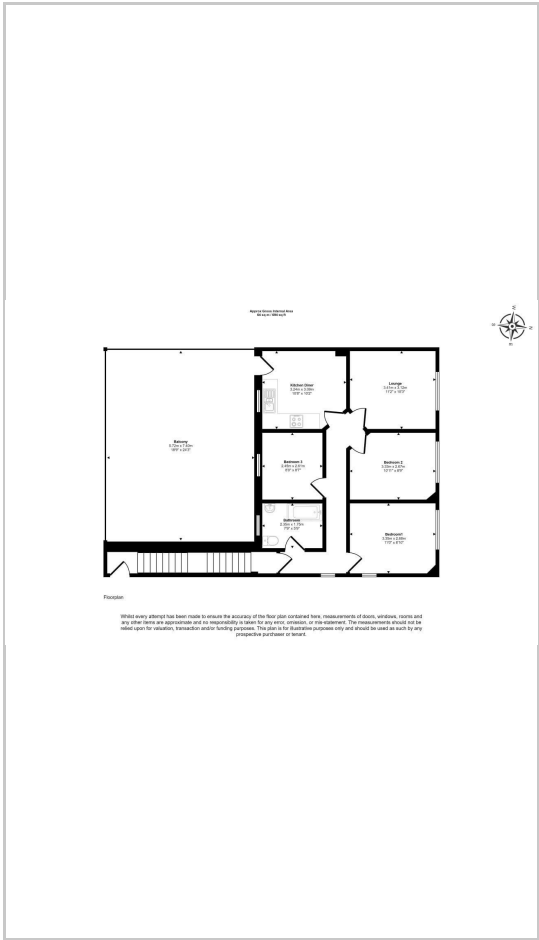 Approx Gross Internal Area
W
N
S
E
Kitchen Diner
Lounge
Balcony
Bedroom 3
Bedroom 2
Bathroom
Bedroom1
Floorplan
Whilst every attempt has been made to ensure the accuracy of the floor plan contained here, measurements of doors, windows, rooms and
any other items are approximate and no responsibility is taken for any error, omission, or mis-statement. The measurements should not be
relied upon for valuation, transaction and/or funding purposes. This plan is for illustrative purposes only and should be used as such by any
prospective purchaser or tenant.